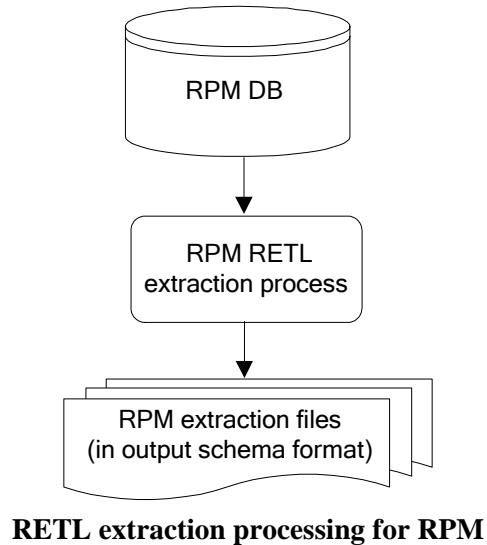 RPM DB
RPM RETL
extraction process
RPM extraction files
(in output schema format)
RETL extraction processing for RPM